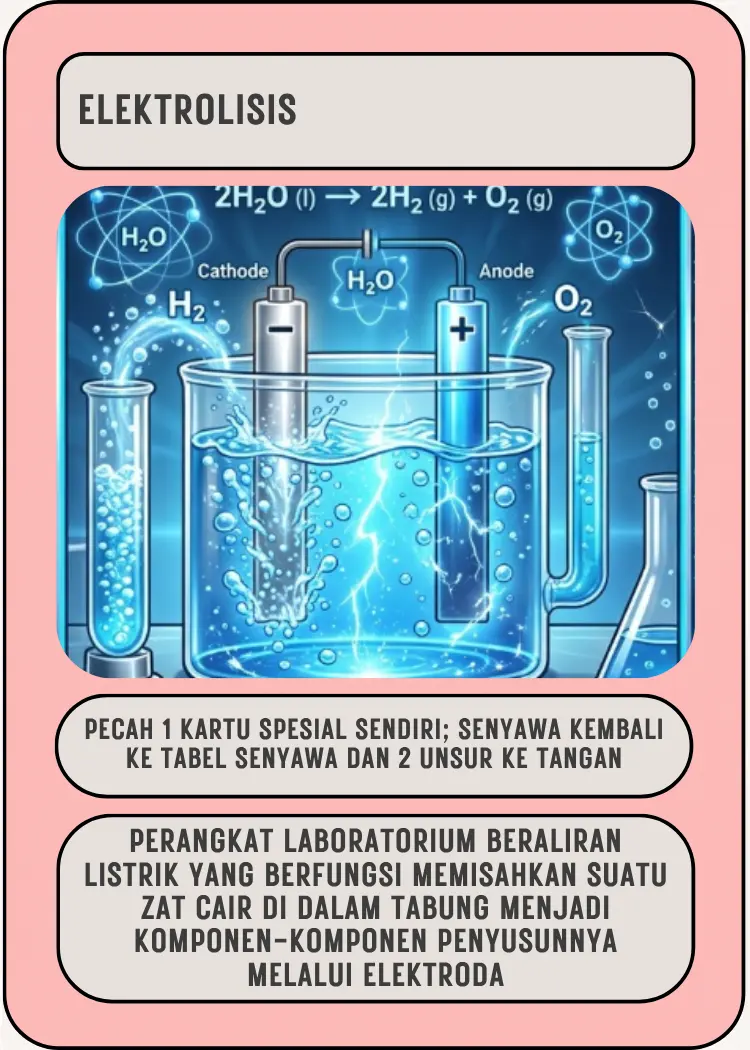 ELEKTROLISIS
2H₂O (l) → 2H₂ (g) + O₂ (g)
H₂O
O₂
Cathode
H₂O
Anode
H₂
O₂
−
+
PECAH 1 KARTU SPESIAL SENDIRI; SENYAWA KEMBALI
KE TABEL SENYAWA DAN 2 UNSUR KE TANGAN
PERANGKAT LABORATORIUM BERALIRAN
LISTRIK YANG BERFUNGSI MEMISAHKAN SUATU
ZAT CAIR DI DALAM TABUNG MENJADI
KOMPONEN-KOMPONEN PENYUSUNNYA
MELALUI ELEKTRODA